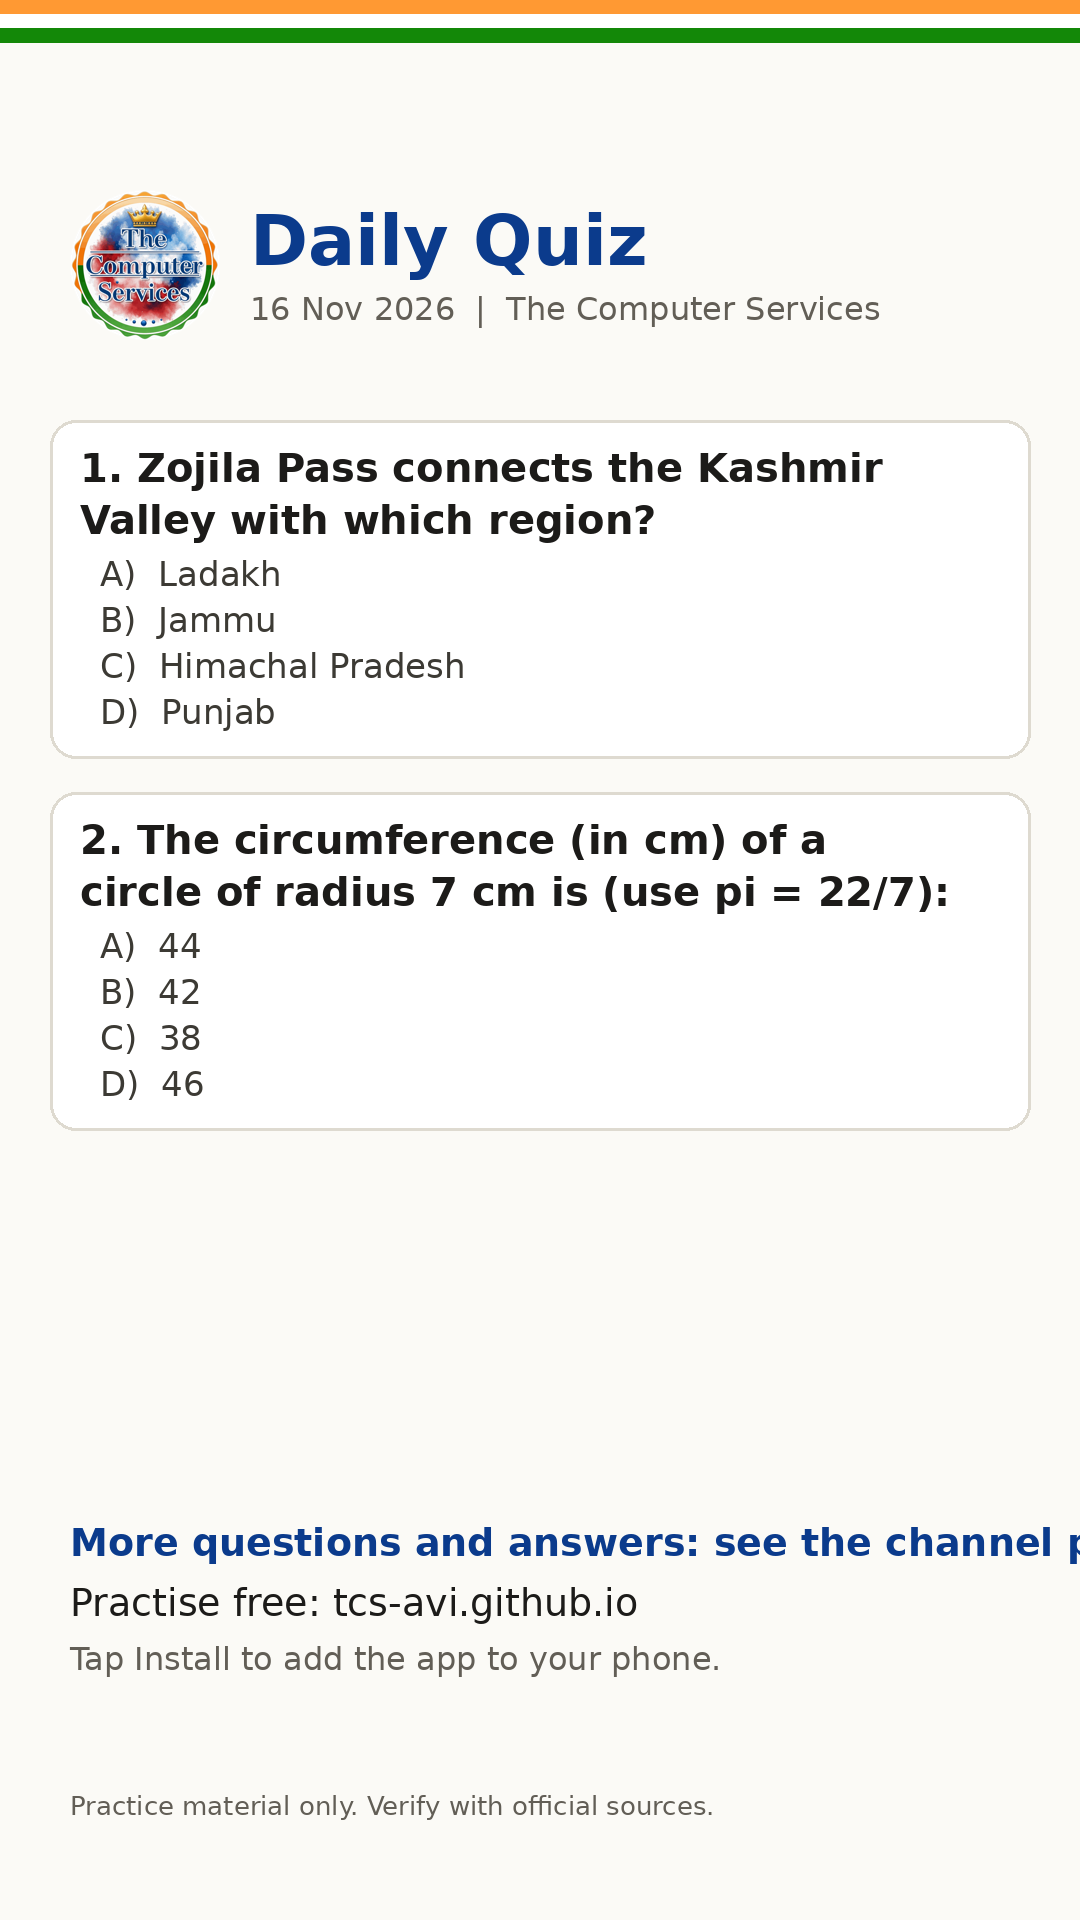 The
Computer
Services
Daily Quiz
16 Nov 2026 | The Computer Services
1. Zojila Pass connects the Kashmir
Valley with which region?
A) Ladakh
B) Jammu
C) Himachal Pradesh
D) Punjab
2. The circumference (in cm) of a
circle of radius 7 cm is (use pi = 22/7):
A) 44
B) 42
C) 38
D) 46
More questions and answers: see the channel
Practise free: tcs-avi.github.io
Tap Install to add the app to your phone.
Practice material only. Verify with official sources.